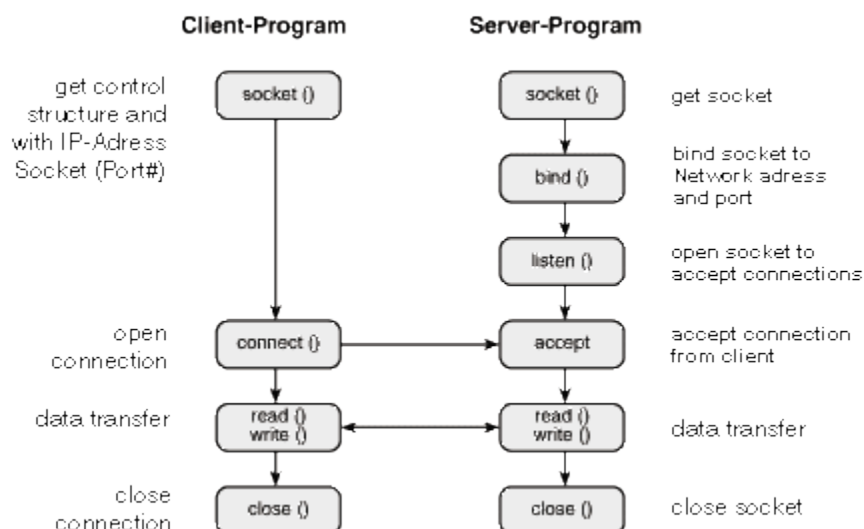 Client-Program
Server-Program
get control
structure and
with IP-Adress
Socket (Port#)
socket ()
socket ()
get socket
bind ()
bind socket to
Network adress
and port
listen ()
open socket to
accept connections
open
connection
connect ()
accept
accept connection
from client
data transfer
read ()
write ()
read ()
write ()
data transfer
close
connection
close ()
close ()
close socket